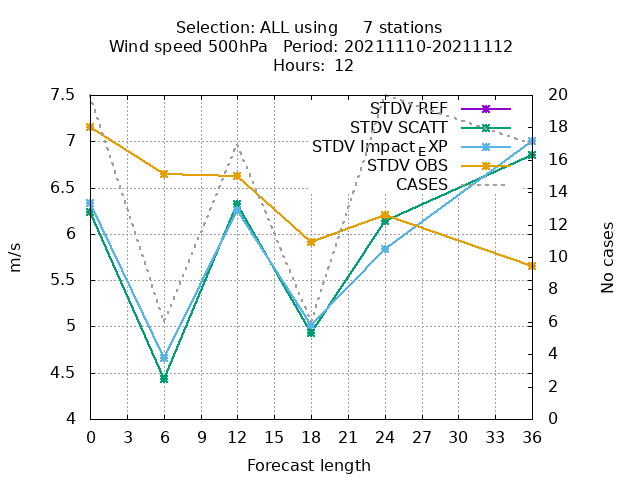 Selection: ALL using 7 stations
Wind speed 500hPa Period: 20211110-20211112
Hours: 12
7.5
7
6.5
6
5.5
5
4.5
4
m/s
20
18
16
14
12
10
8
6
4
2
0
No cases
STDV REF
STDV SCATT
STDV Impact_EXP
STDV OBS
CASES
0 3 6 9 12 15 18 21 24 27 30 33 36
Forecast length